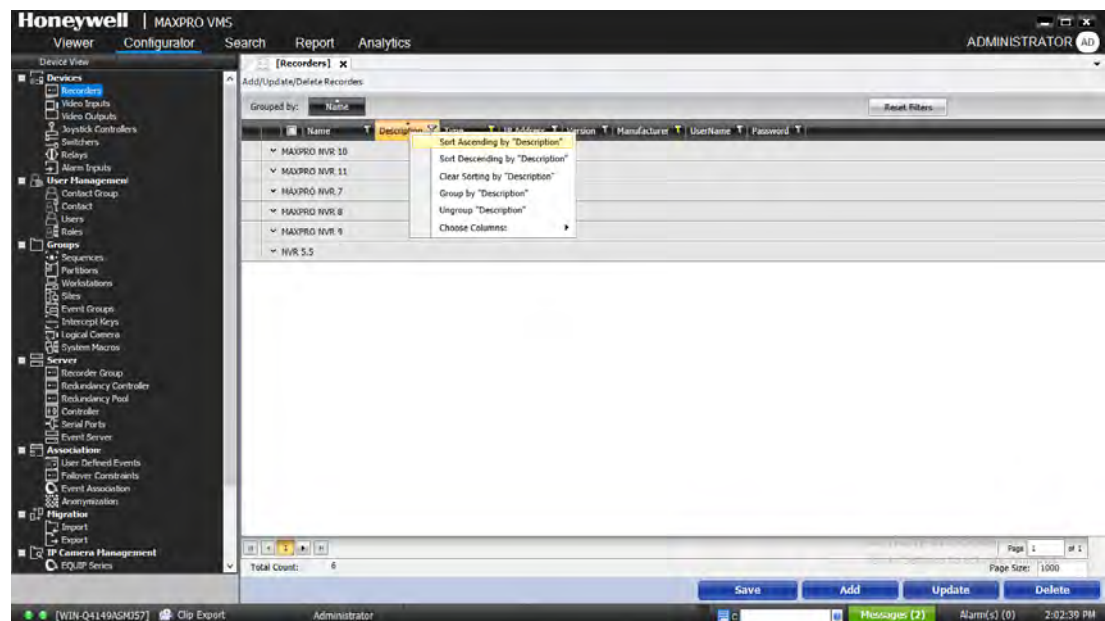 Honeywell | MAXPRO VMS
Viewer Configurator Search Report Analytics ADMINISTRATOR AD
Device View
[Recorders] x
Add/Update/Delete Recorders
Grouped by: Name Reset Filters
Name Description Type IP Address Version Manufacturer UserName Password
Sort Ascending by "Description"
Sort Descending by "Description"
Clear Sorting by "Description"
Group by "Description"
Ungroup "Description"
Choose Columns:
MAXPRO NVR 10
MAXPRO NVR 11
MAXPRO NVR 7
MAXPRO NVR 8
MAXPRO NVR 9
NVR 5.5
Devices
Recorders
Video Inputs
Video Outputs
Joystick Controllers
Switchers
Relays
Alarm Inputs
User Management
Contact Group
Contact
Users
Roles
Groups
Sequences
Partitions
Workstations
Sites
Event Groups
Intercept Keys
Logical Camera
System Macros
Server
Recorder Group
Redundancy Controller
Redundancy Pool
Controller
Serial Ports
Event Server
Association
User Defined Events
Failover Constraints
Event Association
Anonymization
Migration
Import
Export
IP Camera Management
EQUIP Series
1
Page 1 of 1
Total Count: 6 Page Size: 1000
Save Add Update Delete
[WIN-Q4149ASMJ57] Clip Export Administrator C Messages (2) Alarm(s) (0) 2:02:39 PM